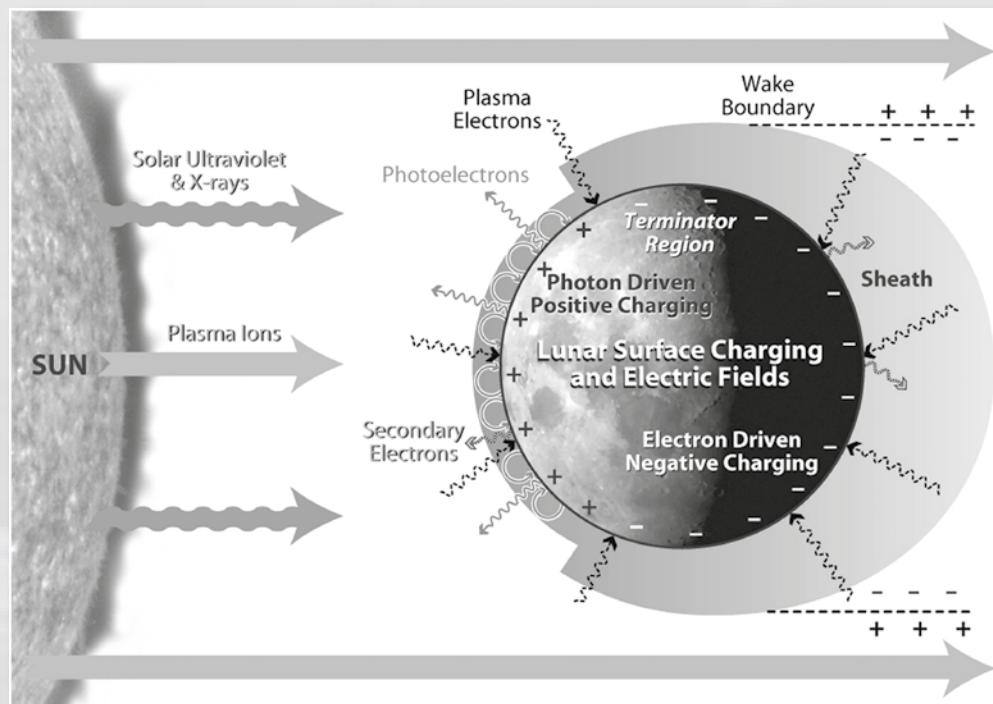 Plasma
Electrons
Wake
Boundary
+ + +
− − −
Solar Ultraviolet
& X-rays
Photoelectrons
Terminator
Region
Sheath
Photon Driven
Positive Charging
Plasma Ions
SUN
Lunar Surface Charging
and Electric Fields
Secondary
Electrons
Electron Driven
Negative Charging
− − −
+ + +